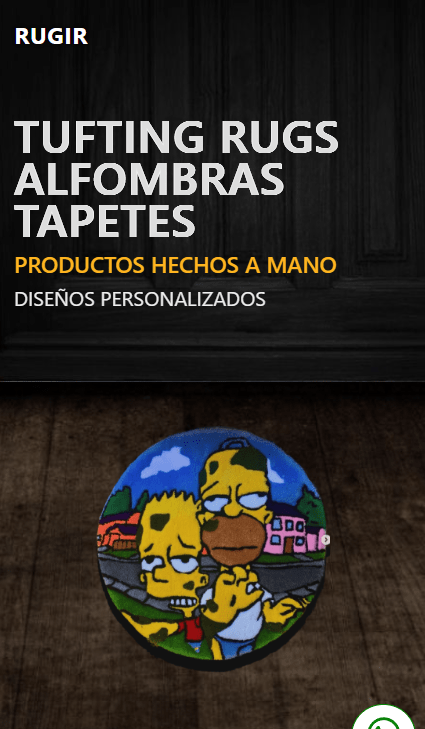 RUGIR
TUFTING RUGS
ALFOMBRAS
TAPETES
PRODUCTOS HECHOS A MANO
DISEÑOS PERSONALIZADOS